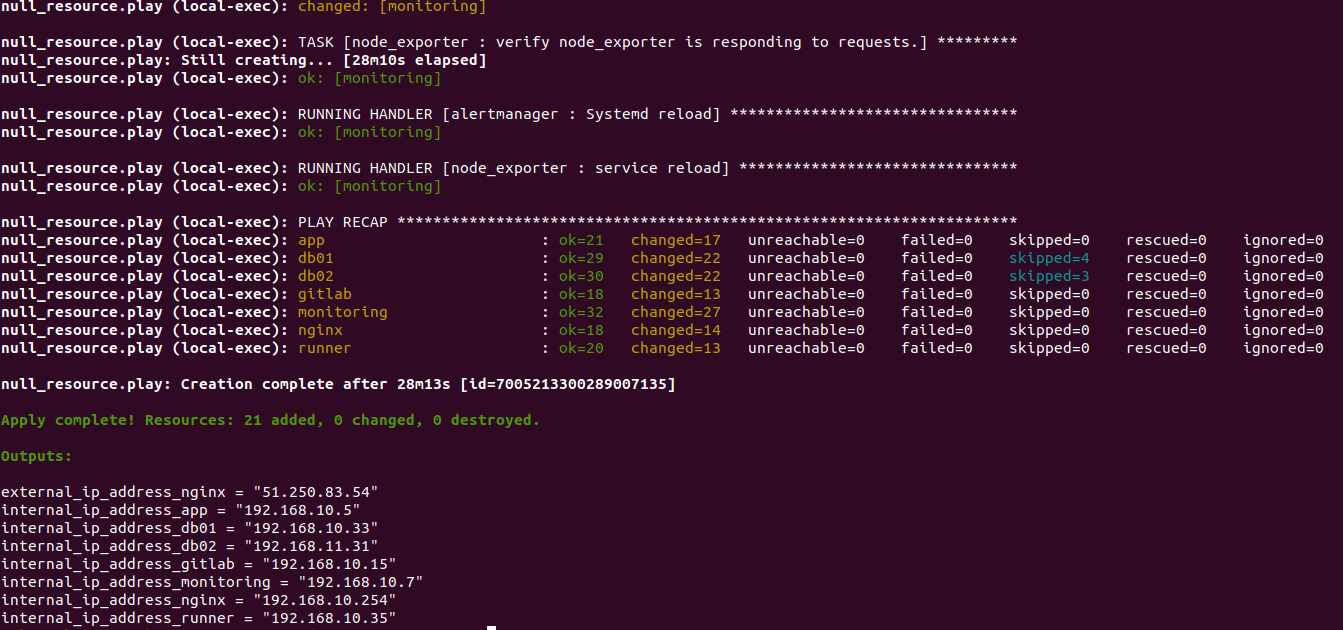 null_resource.play (local-exec): changed: [monitoring]
null_resource.play (local-exec): TASK [node_exporter : verify node_exporter is responding to requests.] *********
null_resource.play: Still creating... [28m10s elapsed]
null_resource.play (local-exec): ok: [monitoring]
null_resource.play (local-exec): RUNNING HANDLER [alertmanager : Systemd reload] ********************************
null_resource.play (local-exec): ok: [monitoring]
null_resource.play (local-exec): RUNNING HANDLER [node_exporter : service reload] *******************************
null_resource.play (local-exec): ok: [monitoring]
null_resource.play (local-exec): PLAY RECAP *********************************************************************
null_resource.play (local-exec): app                        : ok=21   changed=17   unreachable=0    failed=0    skipped=0    rescued=0    ignored=0
null_resource.play (local-exec): db01                       : ok=29   changed=22   unreachable=0    failed=0    skipped=4    rescued=0    ignored=0
null_resource.play (local-exec): db02                       : ok=30   changed=22   unreachable=0    failed=0    skipped=3    rescued=0    ignored=0
null_resource.play (local-exec): gitlab                     : ok=18   changed=13   unreachable=0    failed=0    skipped=0    rescued=0    ignored=0
null_resource.play (local-exec): monitoring                 : ok=32   changed=27   unreachable=0    failed=0    skipped=0    rescued=0    ignored=0
null_resource.play (local-exec): nginx                      : ok=18   changed=14   unreachable=0    failed=0    skipped=0    rescued=0    ignored=0
null_resource.play (local-exec): runner                     : ok=20   changed=13   unreachable=0    failed=0    skipped=0    rescued=0    ignored=0
null_resource.play: Creation complete after 28m13s [id=7005213300289007135]
Apply complete! Resources: 21 added, 0 changed, 0 destroyed.
Outputs:
external_ip_address_nginx = "51.250.83.54"
internal_ip_address_app = "192.168.10.5"
internal_ip_address_db01 = "192.168.10.33"
internal_ip_address_db02 = "192.168.11.31"
internal_ip_address_gitlab = "192.168.10.15"
internal_ip_address_monitoring = "192.168.10.7"
internal_ip_address_nginx = "192.168.10.254"
internal_ip_address_runner = "192.168.10.35"